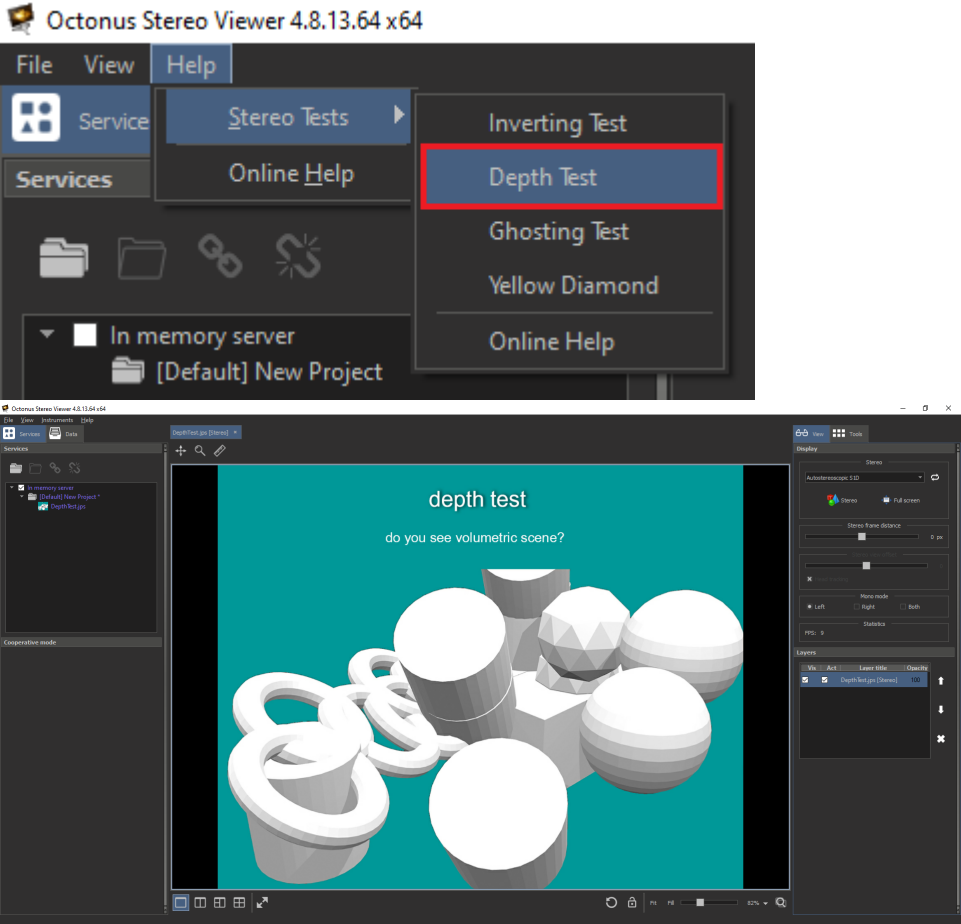 Octonus Stereo Viewer 4.8.13.64 x64
File View Help
Service
Stereo Tests
Online Help
Inverting Test
Depth Test
Ghosting Test
Yellow Diamond
Online Help
Services
In memory server
[Default] New Project
Octonus Stereo Viewer 4.8.13.64 x64
File View Instruments Help
Services Data
DepthTest.jps [Stereo] ×
View Tools
Services
In memory server
[Default] New Project *
DepthTest.jps
Cooperative mode
depth test
do you see volumetric scene?
Display
Stereo
Autostereoscopic S1D
Stereo Full screen
Stereo frame distance
0 px
Mono mode
Left Right Both
Statistics
FPS: 0
Layers
Vis Act Layer title Opacity
DepthTest.jps [Stereo] 100
Fit Fill 82%